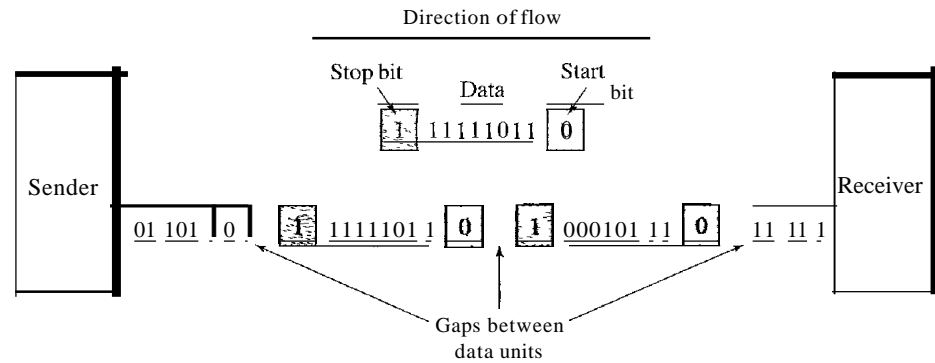 Direction of flow
Stop bit
Data
Start
bit
1 11111011 0
Sender
Receiver
01 101 0 1 1111101 1 0 1 000101 11 0 11 11 1
Gaps between
data units